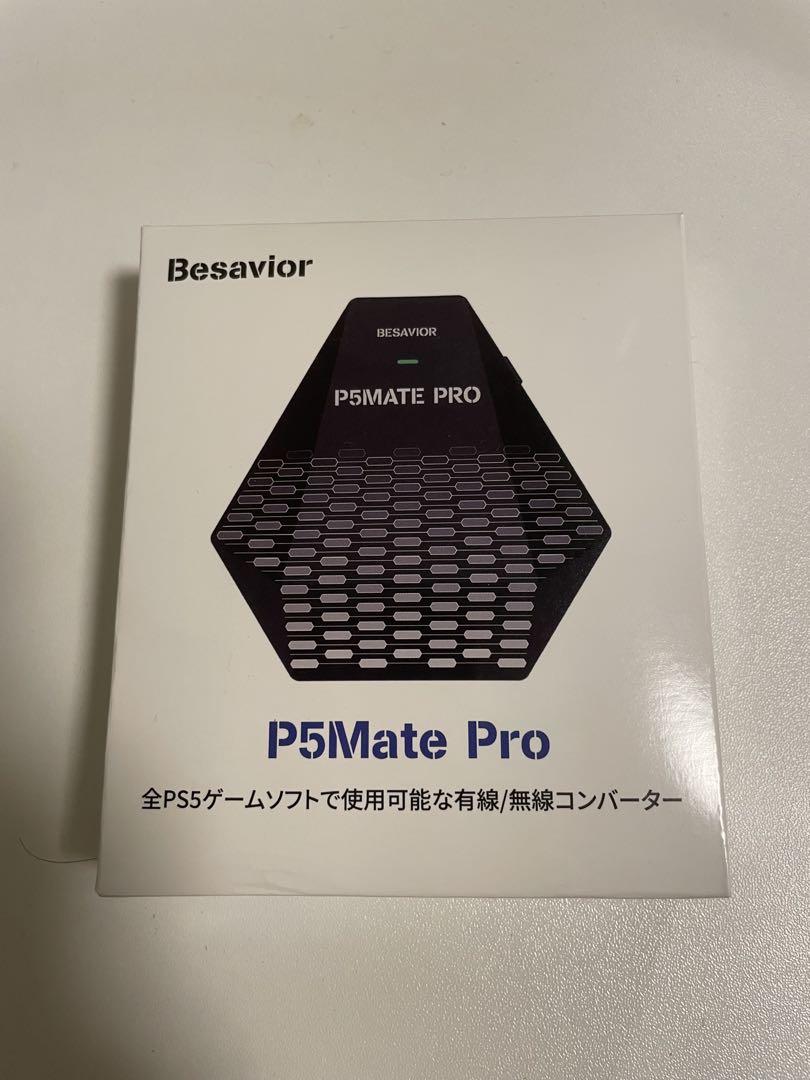 Besavior
BESAVIOR
P5MATE PRO
P5Mate Pro
全PS5ゲームソフトで使用可能な有線/無線コンバーター